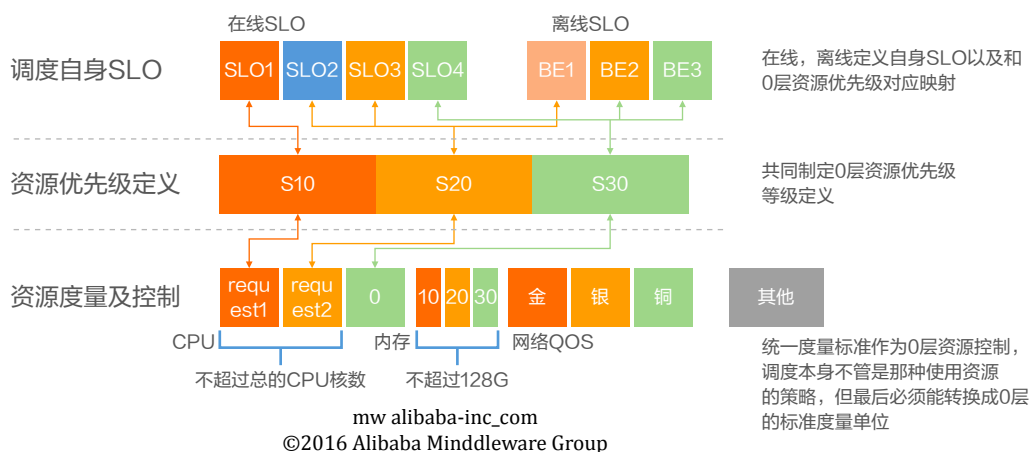 在线SLO
离线SLO
调度自身SLO
SLO1 SLO2 SLO3 SLO4
BE1 BE2 BE3
在线，离线定义自身SLO以及和
0层资源优先级对应映射
资源优先级定义
S10 S20 S30
共同制定0层资源优先级
等级定义
资源度量及控制
requ
est1
requ
est2
0
10 20 30
金 银 铜
其他
CPU
内存
网络QOS
不超过总的CPU核数
不超过128G
统一度量标准作为0层资源控制，
调度本身不管是那种使用资源
的策略，但最后必须能转换成0层
的标准度量单位
mw alibaba-inc_com
©2016 Alibaba Minddleware Group